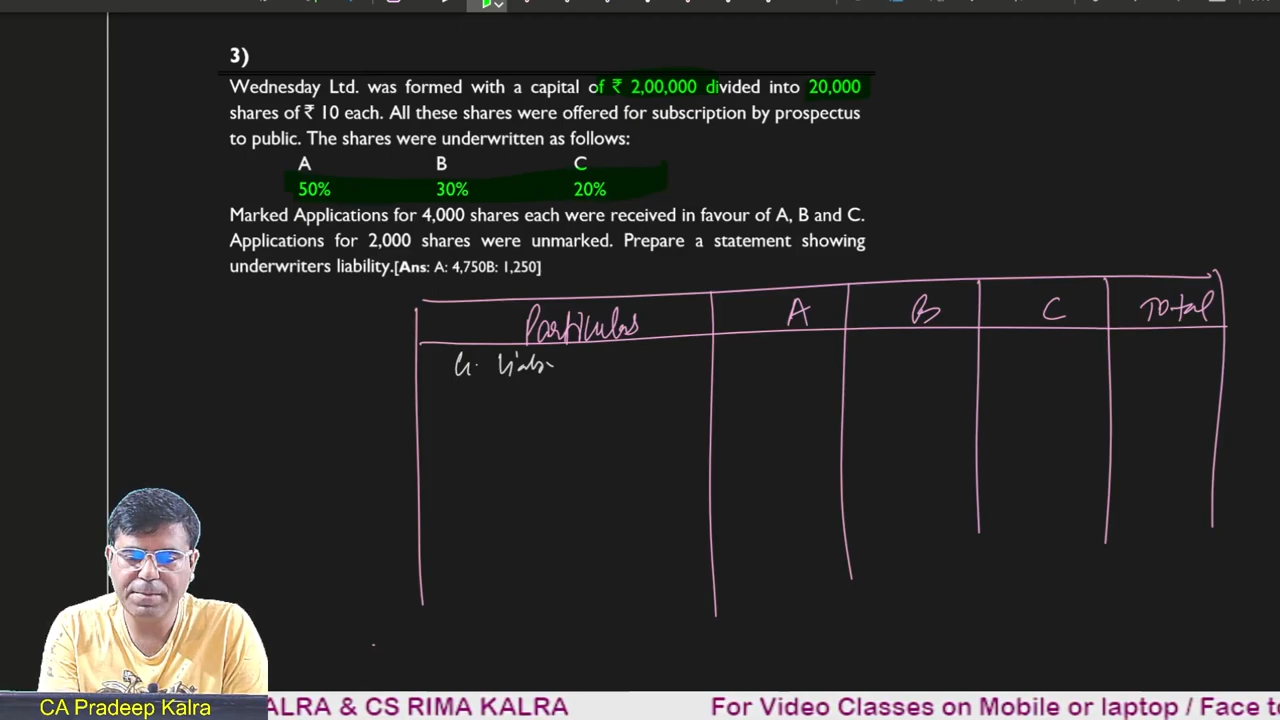 3)
Wednesday Ltd. was formed with a capital of ₹ 2,00,000 divided into 20,000
shares of ₹ 10 each. All these shares were offered for subscription by prospectus
to public. The shares were underwritten as follows:
A B C
50% 30% 20%
Marked Applications for 4,000 shares each were received in favour of A, B and C.
Applications for 2,000 shares were unmarked. Prepare a statement showing
underwriters liability.[Ans: A: 4,750B: 1,250]
Particulas A B C Total
CA Pradeep Kalra
ALRA & CS RIMA KALRA For Video Classes on Mobile or laptop / Face to